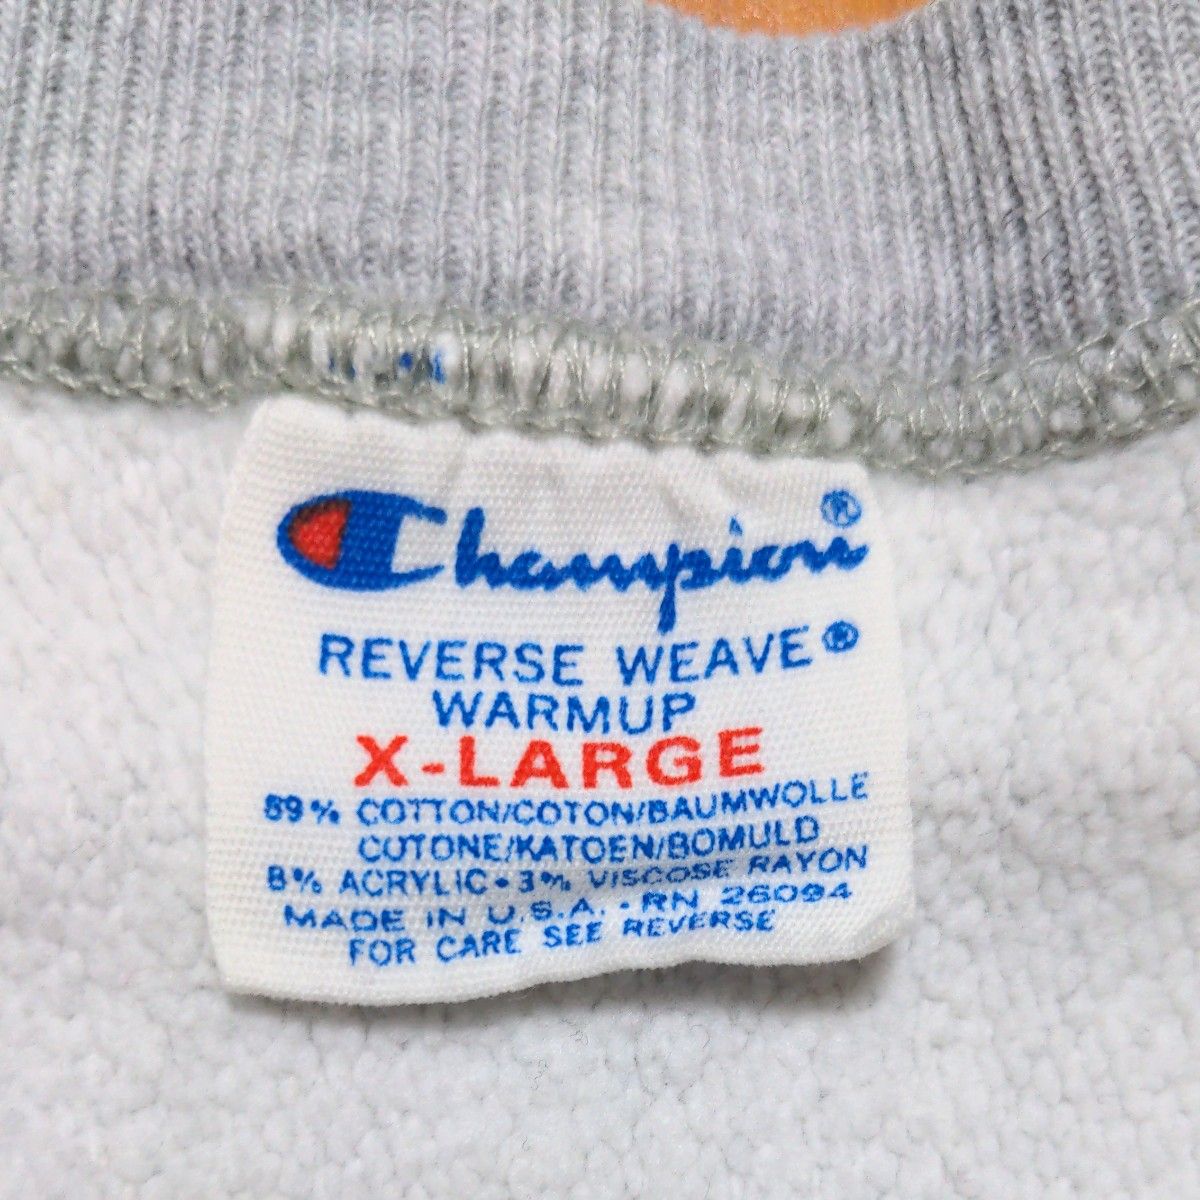 Champion®
REVERSE WEAVE®
WARMUP
X-LARGE
89% COTTON/COTON/BAUMWOLLE
COTONE/KATOEN/BOMULD
8% ACRYLIC • 3% VISCOSE RAYON
MADE IN U.S.A. • RN 26094
FOR CARE SEE REVERSE